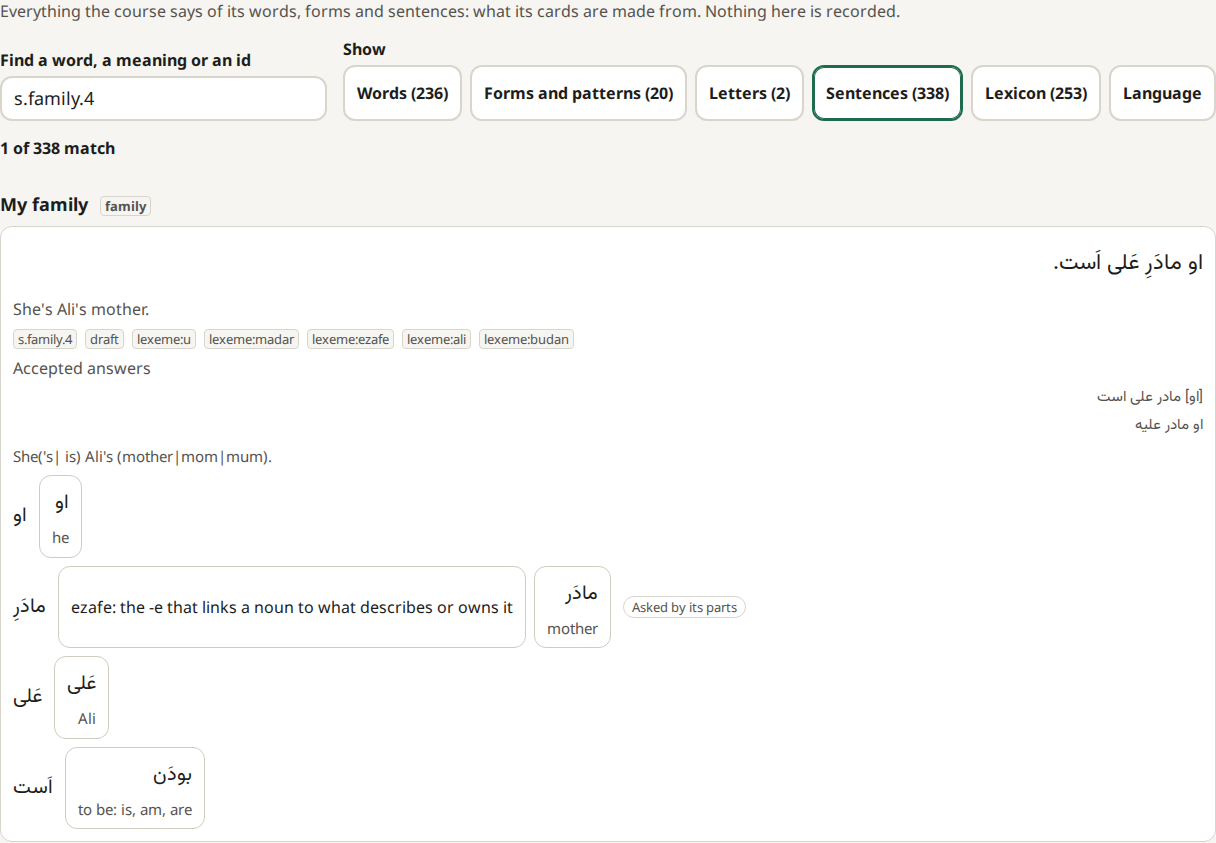 Everything the course says of its words, forms and sentences: what its cards are made from. Nothing here is recorded.
Find a word, a meaning or an id
s.family.4
Show
Words (236) Forms and patterns (20) Letters (2) Sentences (338) Lexicon (253) Language
1 of 338 match
My family family
او مادَرِ عَلی اَست.
She's Ali's mother.
s.family.4 draft lexeme:u lexeme:madar lexeme:ezafe lexeme:ali lexeme:budan
Accepted answers
[او] مادر علی است
او مادر علیه
She('s| is) Ali's (mother|mom|mum).
او
او
he
مادَرِ
ezafe: the -e that links a noun to what describes or owns it
مادَر
mother
Asked by its parts
عَلی
عَلی
Ali
اَست
بودَن
to be: is, am, are